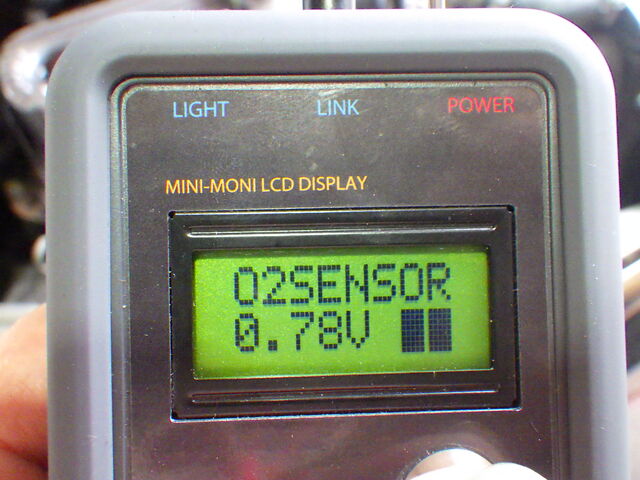 LIGHT LINK POWER
MINI-MONI LCD DISPLAY
O2SENSOR
0.78V